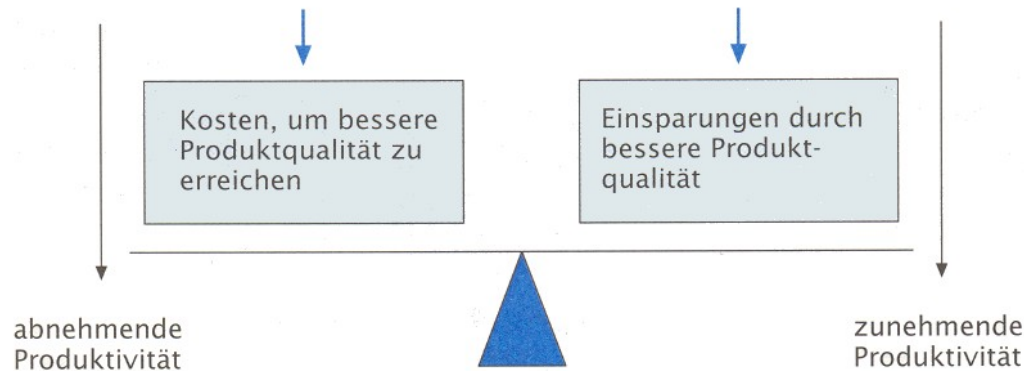 Kosten, um bessere
Produktqualität zu
erreichen
Einsparungen durch
bessere Produkt-
qualität
abnehmende
Produktivität
zunehmende
Produktivität